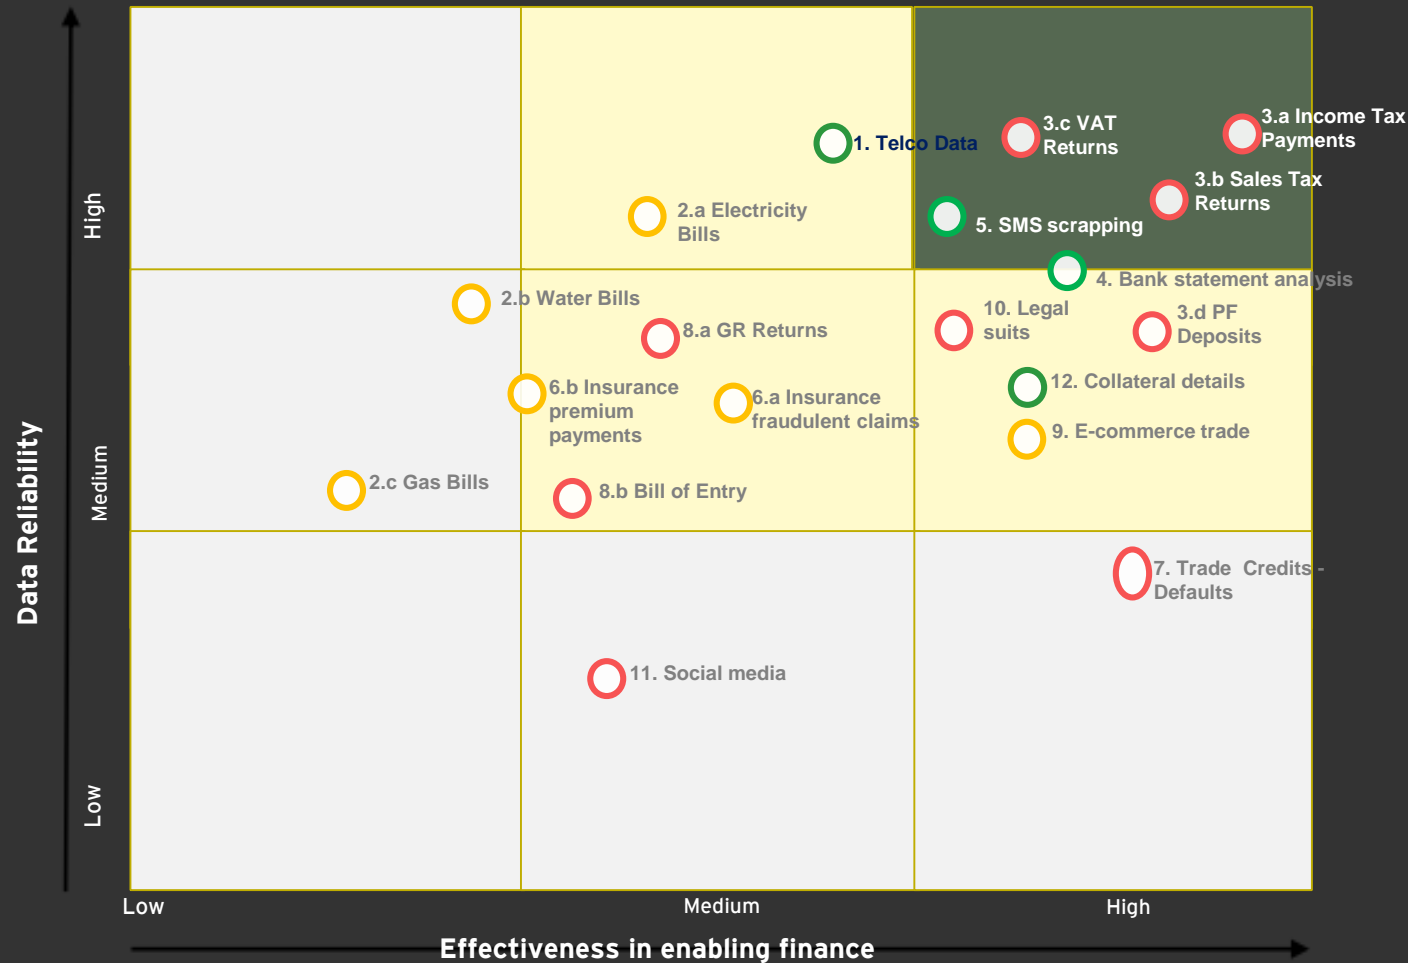 3.c VAT
Returns
3.a Income Tax
Payments
1. Telco Data
3.b Sales Tax
Returns
2.a Electricity
Bills
5. SMS scrapping
High
4. Bank statement analysis
2.b Water Bills
10. Legal
suits
3.d PF
Deposits
8.a GR Returns
6.b Insurance
premium
payments
6.a Insurance
fraudulent claims
12. Collateral details
9. E-commerce trade
2.c Gas Bills
8.b Bill of Entry
Medium
Data Reliability
7. Trade  Credits -
Defaults
11. Social media
Low
Low
Medium
High
Effectiveness in enabling finance